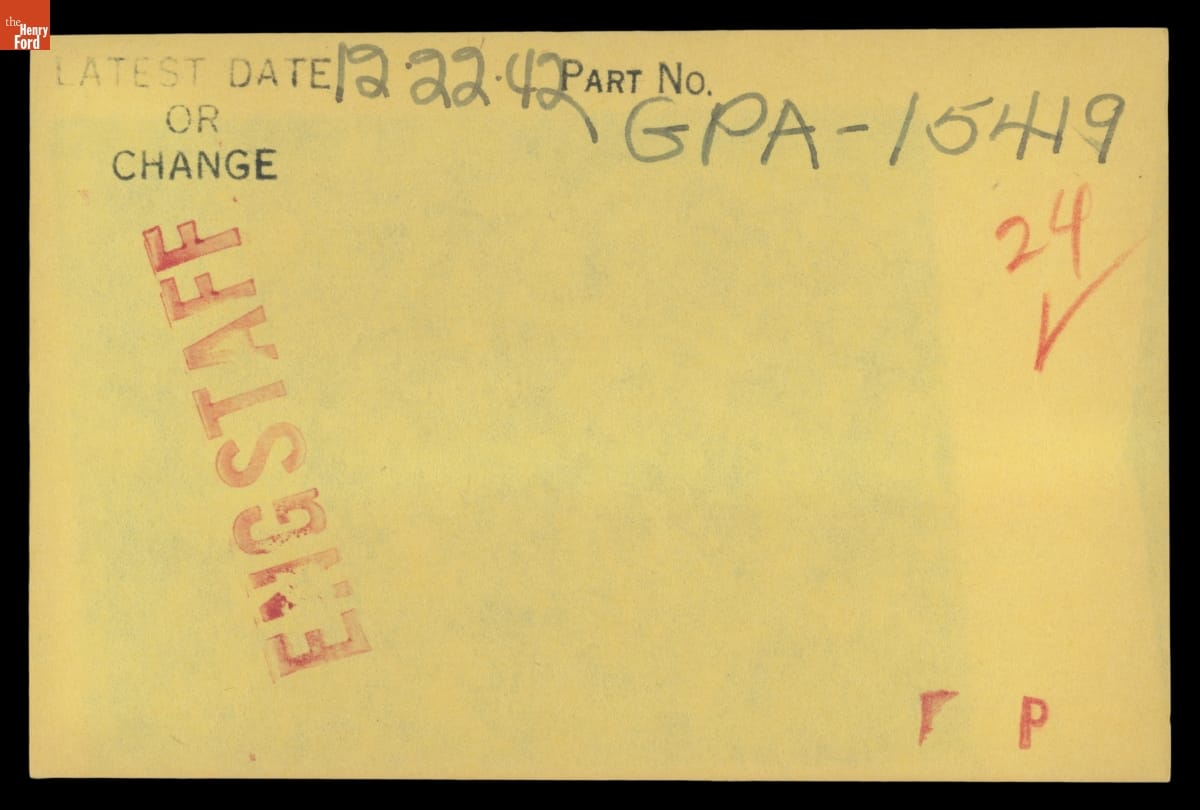 the
Henry
Ford
LATEST DATE 12·22·42 PART No.
OR
CHANGE
GPA-15419
24
ENGSTAFF
P